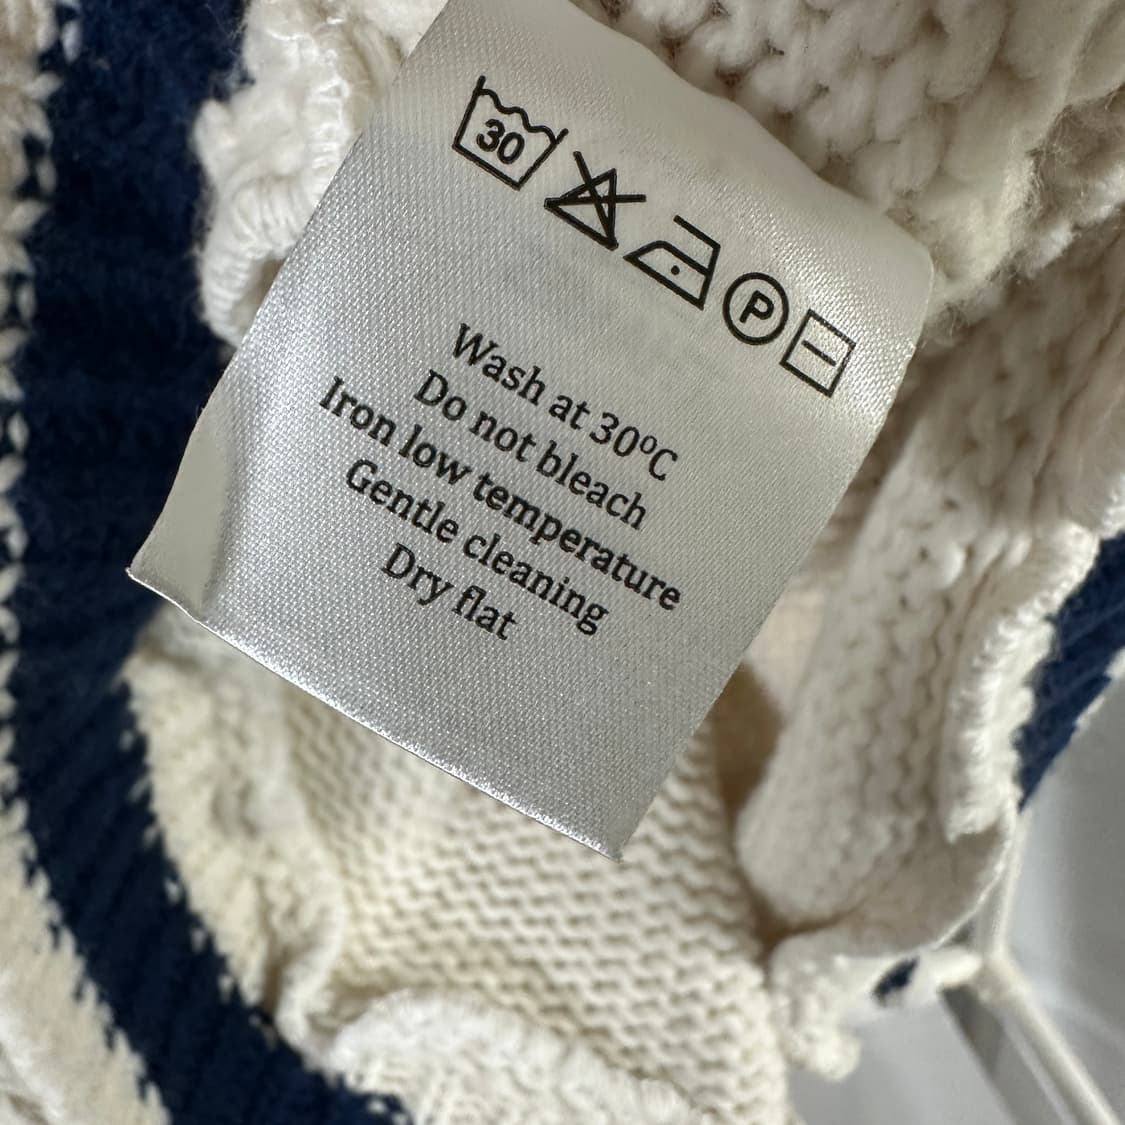 30
P
Wash at 30ºC
Do not bleach
Iron low temperature
Gentle cleaning
Dry flat